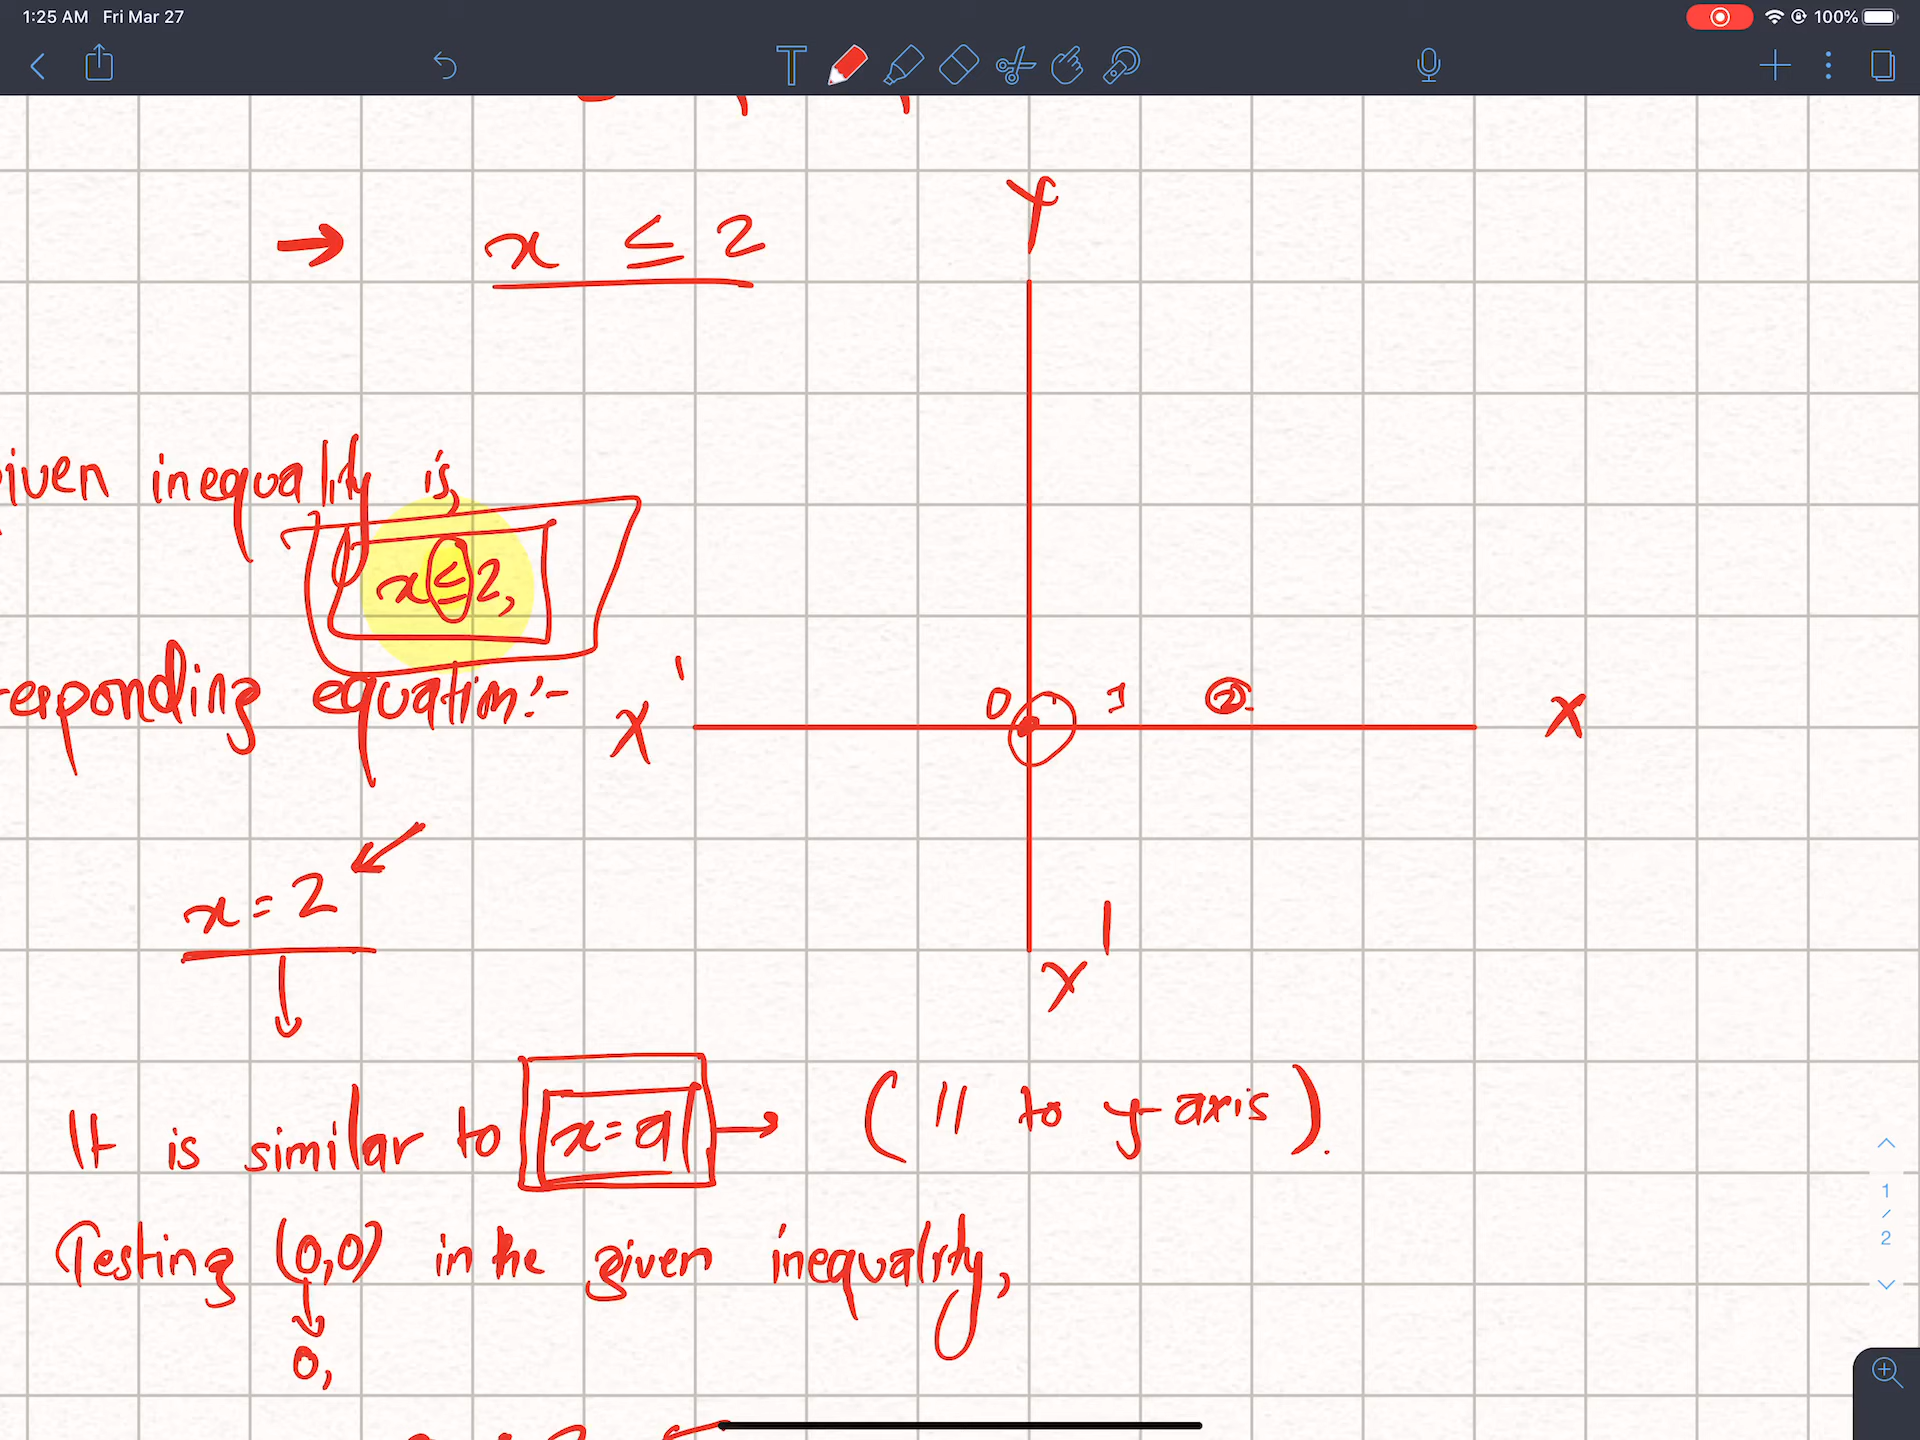 1:25 AM Fri Mar 27
100%
→ x ≤ 2
Y
iven inequality is,
x ≤ 2,
responding equation:-
X'
0 1 2
X
x = 2
X'
It is similar to x = a → ( || to y-axis ).
Testing (0,0) in the given inequality,
0,
1
/
2